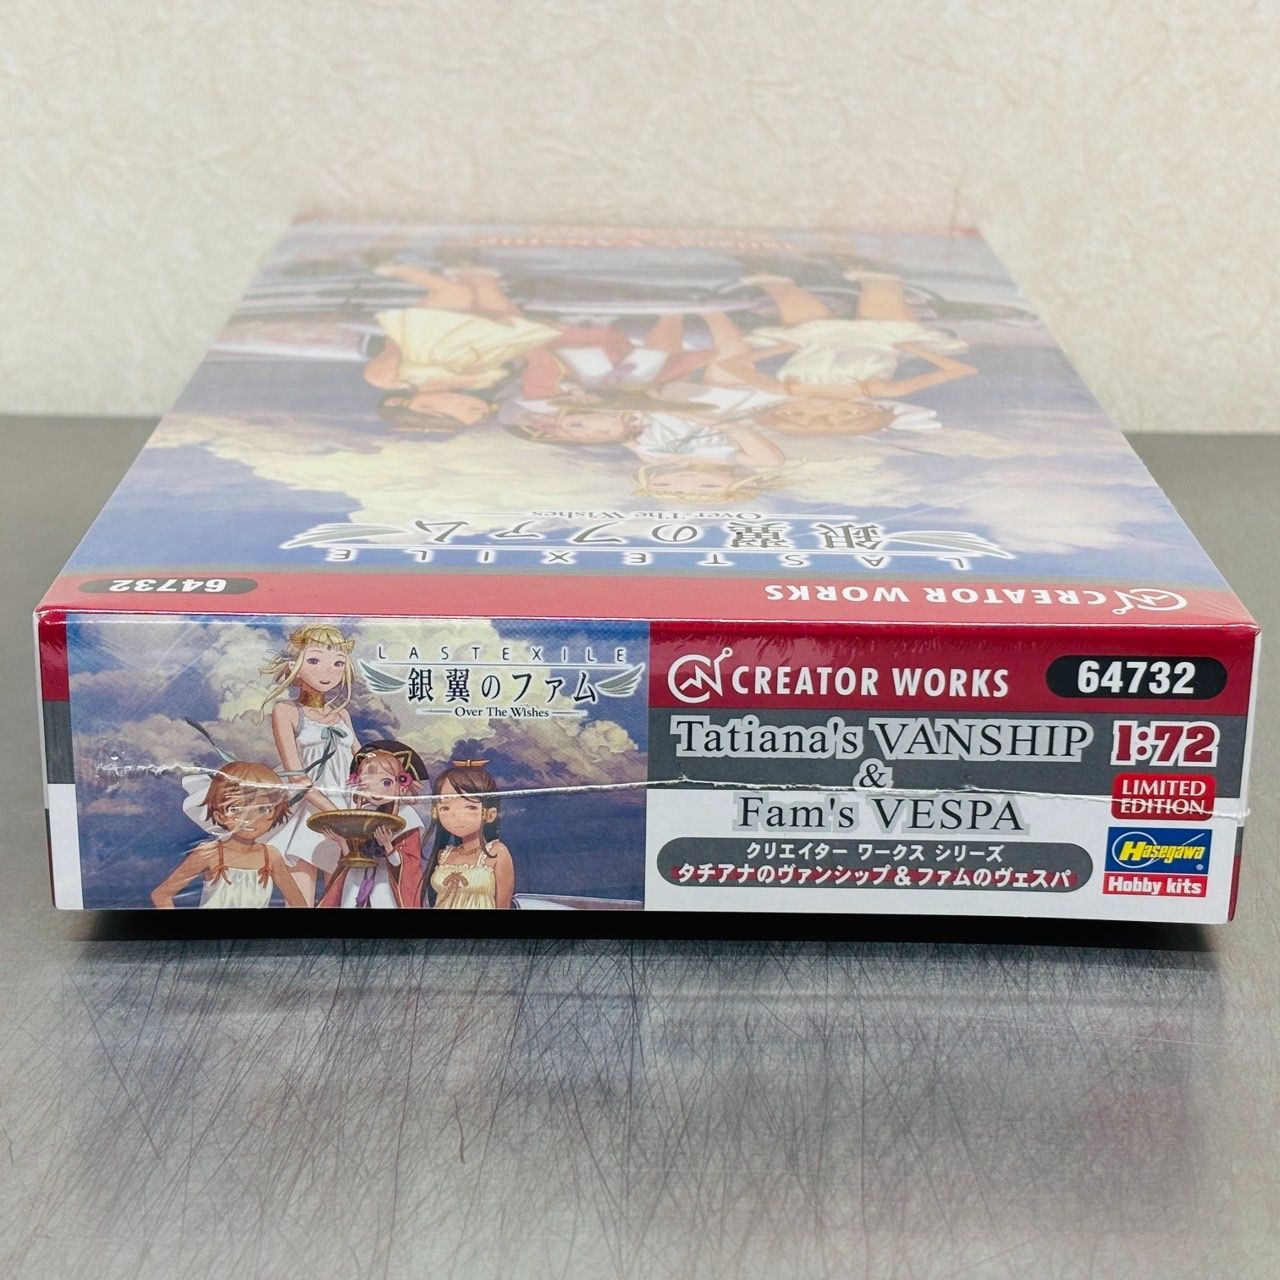 Tatiana's VANSHIP
Over The Wishes
銀翼のファム
LASTEXILE
64732
CREATOR WORKS
LASTEXILE
銀翼のファム
Over The Wishes
CREATOR WORKS
64732
Tatiana's VANSHIP
&
Fam's VESPA
1:72
LIMITED
EDITION
クリエイター ワークス シリーズ
タチアナのヴァンシップ&ファムのヴェスパ
Hasegawa
Hobby kits